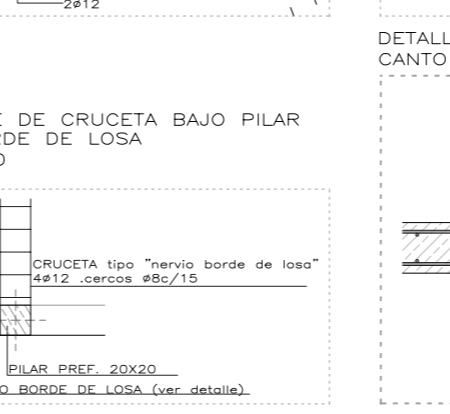 2ø12
DETALL
CANTO
E DE CRUCETA BAJO PILAR
RDE DE LOSA
CRUCETA tipo "nervio borde de losa"
4ø12 .cercos ø8c/15
PILAR PREF. 20X20
O BORDE DE LOSA (ver detalle)